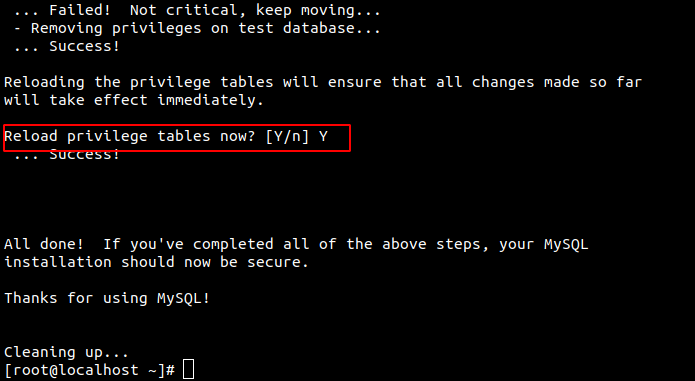 ... Failed!  Not critical, keep moving...
- Removing privileges on test database...
... Success!
Reloading the privilege tables will ensure that all changes made so far
will take effect immediately.
Reload privilege tables now? [Y/n] Y
... Success!
All done!  If you've completed all of the above steps, your MySQL
installation should now be secure.
Thanks for using MySQL!
Cleaning up...
[root@localhost ~]#